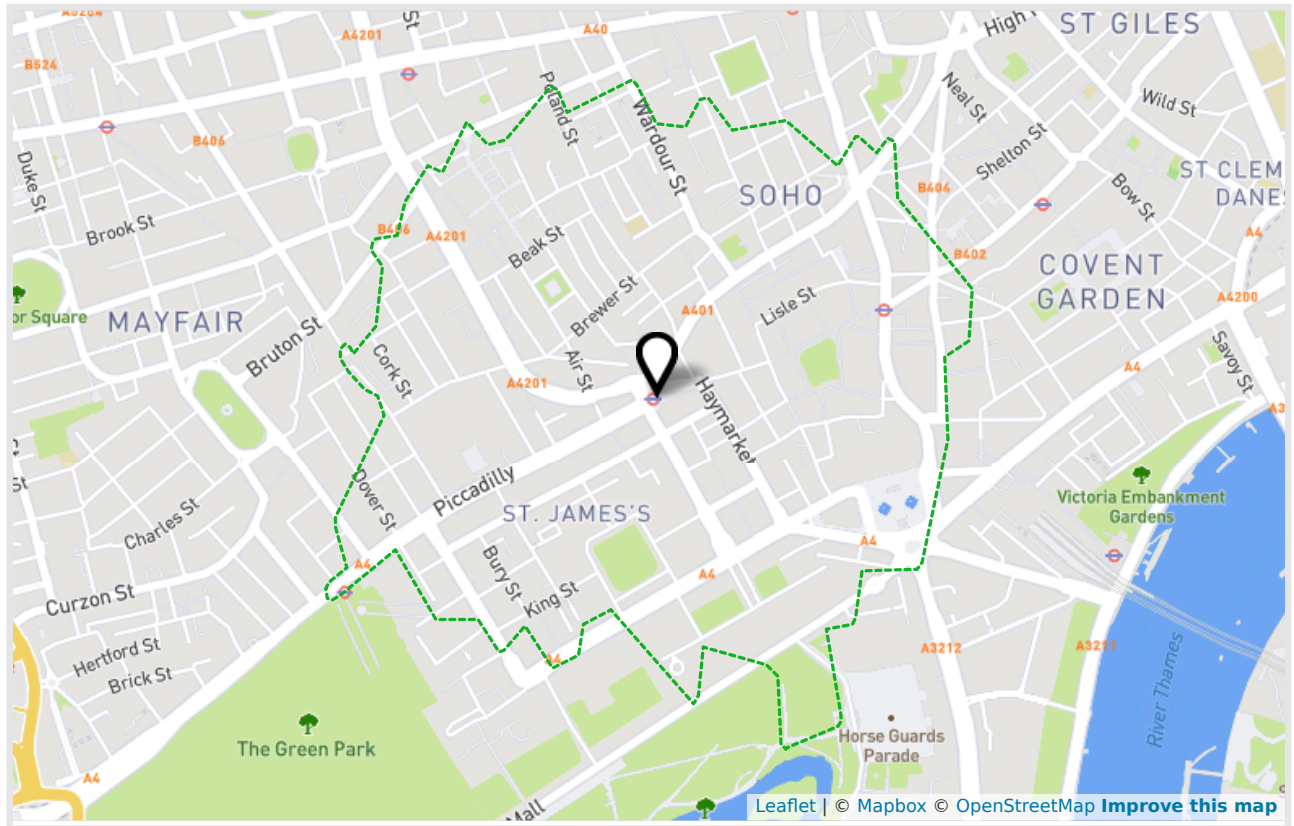 A5204
St
A4201
A40
High
ST GILES
B524
Neal St
Wild St
Poland St
Wardour St
B406
Shelton St
Duke St
SOHO
B406
Bow St
ST CLEM
DANES
Brook St
B406
A4201
Beak St
B402
A4
COVENT
GARDEN
or Square
MAYFAIR
Brewer St
A401
Lisle St
A4200
Bruton St
Cork St
Air St
A4201
Haymarket
A4
Savoy St
A3
St
Dover St
Piccadilly
ST. JAMES'S
Charles St
Victoria Embankment
Gardens
A4
A4
A4
Bury St
King St
Curzon St
Hertford St
Brick St
A4
A3212
A3211
River Thames
The Green Park
Horse Guards
Parade
A4
Mall
Leaflet | © Mapbox © OpenStreetMap Improve this map